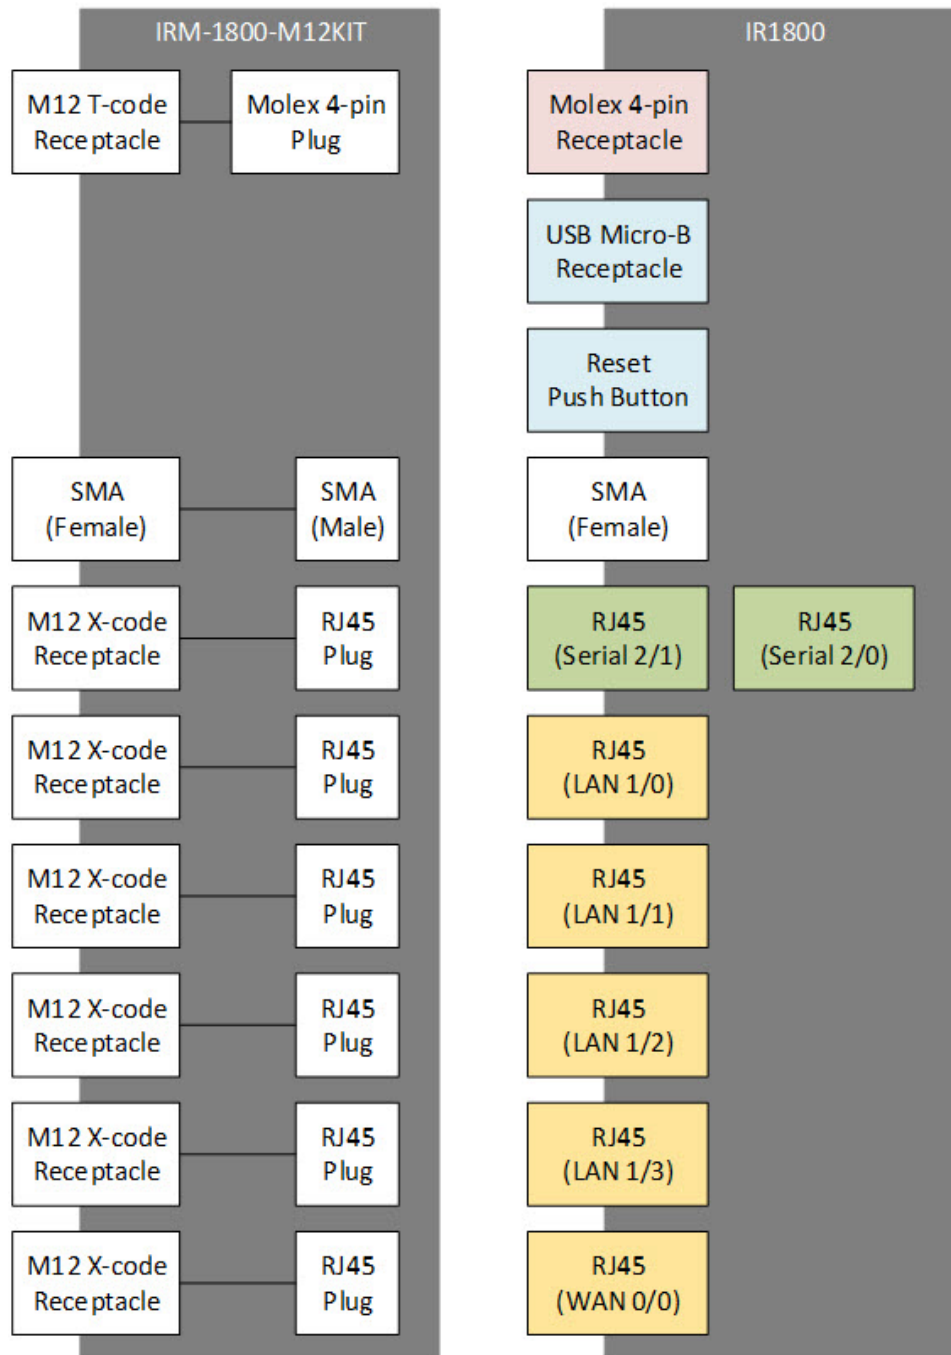 IRM-1800-M12KIT
IR1800
M12 T-code
Receptacle
Molex 4-pin
Plug
Molex 4-pin
Receptacle
USB Micro-B
Receptacle
Reset
Push Button
SMA
(Female)
SMA
(Male)
SMA
(Female)
M12 X-code
Receptacle
RJ45
Plug
RJ45
(Serial 2/1)
RJ45
(Serial 2/0)
M12 X-code
Receptacle
RJ45
Plug
RJ45
(LAN 1/0)
M12 X-code
Receptacle
RJ45
Plug
RJ45
(LAN 1/1)
M12 X-code
Receptacle
RJ45
Plug
RJ45
(LAN 1/2)
M12 X-code
Receptacle
RJ45
Plug
RJ45
(LAN 1/3)
M12 X-code
Receptacle
RJ45
Plug
RJ45
(WAN 0/0)